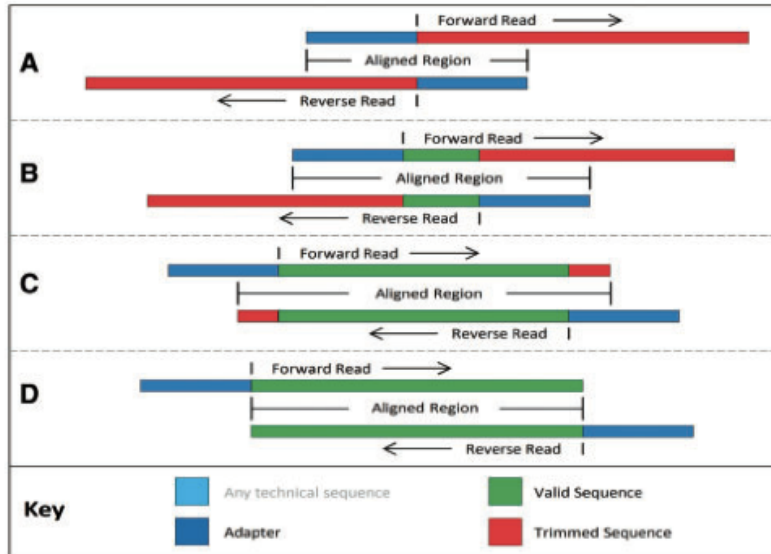 Forward Read
A
Aligned Region
Reverse Read
Forward Read
B
Aligned Region
Reverse Read
Forward Read
C
Aligned Region
Reverse Read
Forward Read
D
Aligned Region
Reverse Read
Key
Any technical sequence
Valid Sequence
Adapter
Trimmed Sequence